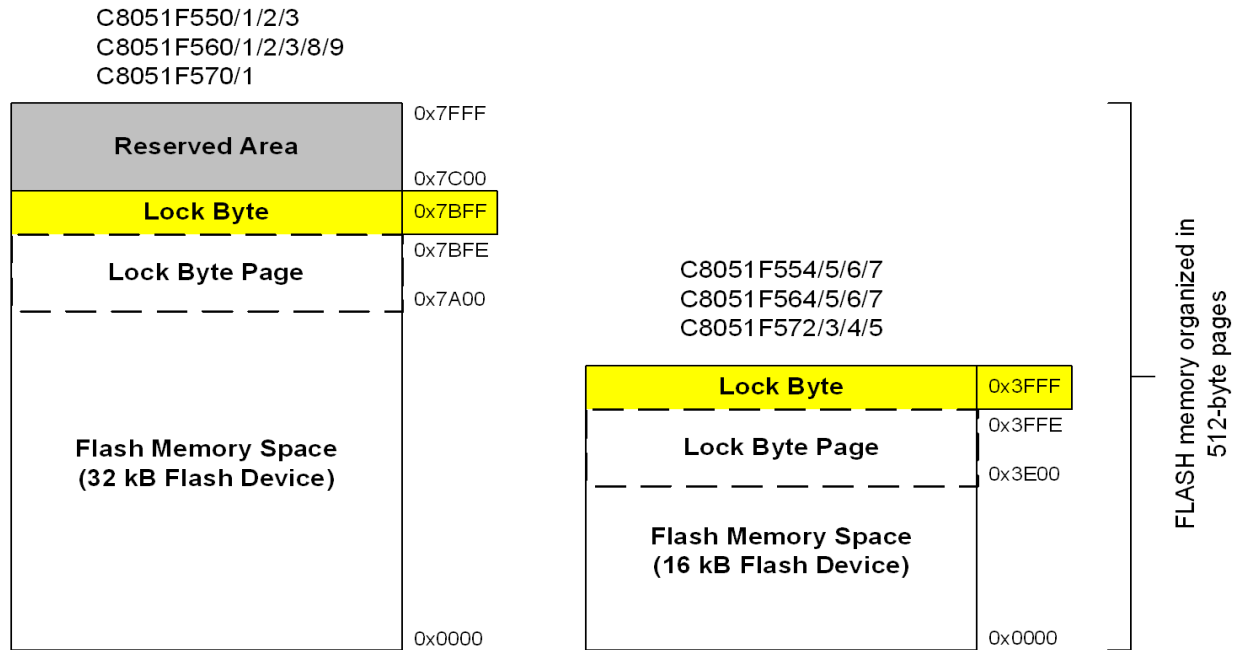 C8051F550/1/2/3
C8051F560/1/2/3/8/9
C8051F570/1
0x7FFF
Reserved Area
0x7C00
Lock Byte
0x7BFF
0x7BFE
Lock Byte Page
0x7A00
Flash Memory Space
(32 kB Flash Device)
0x0000
C8051F554/5/6/7
C8051F564/5/6/7
C8051F572/3/4/5
Lock Byte
0x3FFF
0x3FFE
Lock Byte Page
0x3E00
Flash Memory Space
(16 kB Flash Device)
0x0000
FLASH memory organized in
512-byte pages